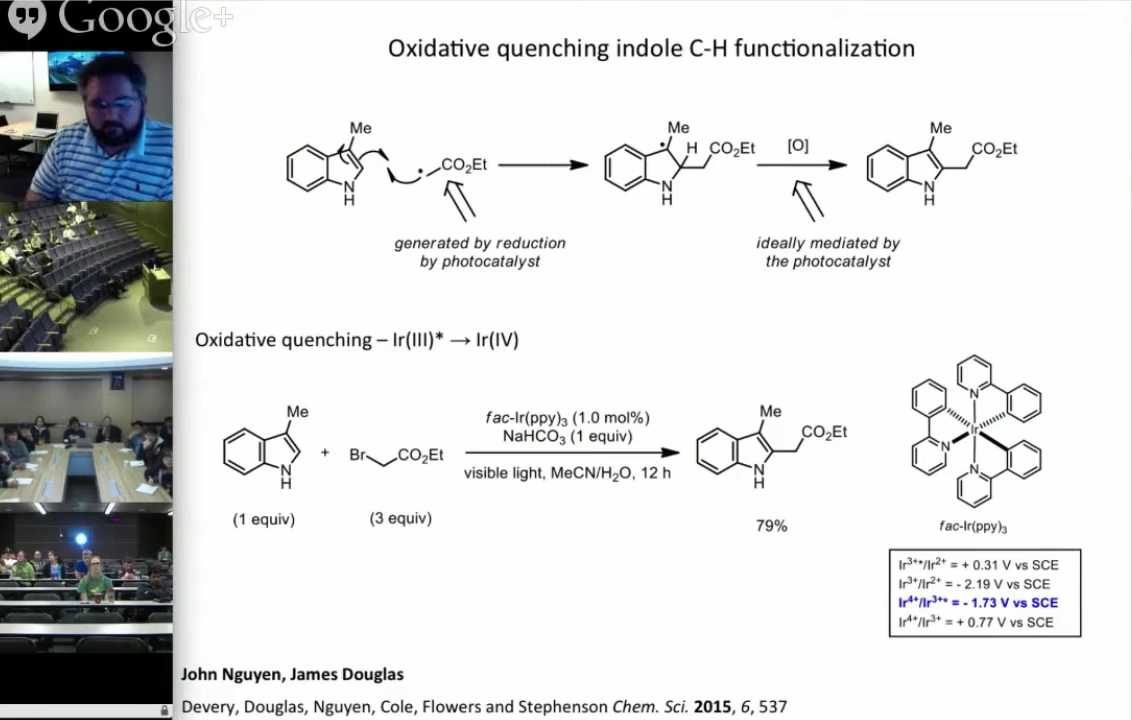 Google+
Oxidative quenching indole C-H functionalization
Me
N
H
CO₂Et
Me
H
CO₂Et
N
H
[O]
Me
CO₂Et
N
H
generated by reduction
by photocatalyst
ideally mediated by
the photocatalyst
Oxidative quenching – Ir(III)* → Ir(IV)
Me
N
H
+
Br
CO₂Et
fac-Ir(ppy)₃ (1.0 mol%)
NaHCO₃ (1 equiv)
visible light, MeCN/H₂O, 12 h
Me
CO₂Et
N
H
N
Ir
N
N
(1 equiv)
(3 equiv)
79%
fac-Ir(ppy)₃
Ir³⁺*/Ir²⁺ = + 0.31 V vs SCE
Ir³⁺/Ir²⁺ = - 2.19 V vs SCE
Ir⁴⁺/Ir³⁺* = - 1.73 V vs SCE
Ir⁴⁺/Ir³⁺ = + 0.77 V vs SCE
John Nguyen, James Douglas
Devery, Douglas, Nguyen, Cole, Flowers and Stephenson Chem. Sci. 2015, 6, 537